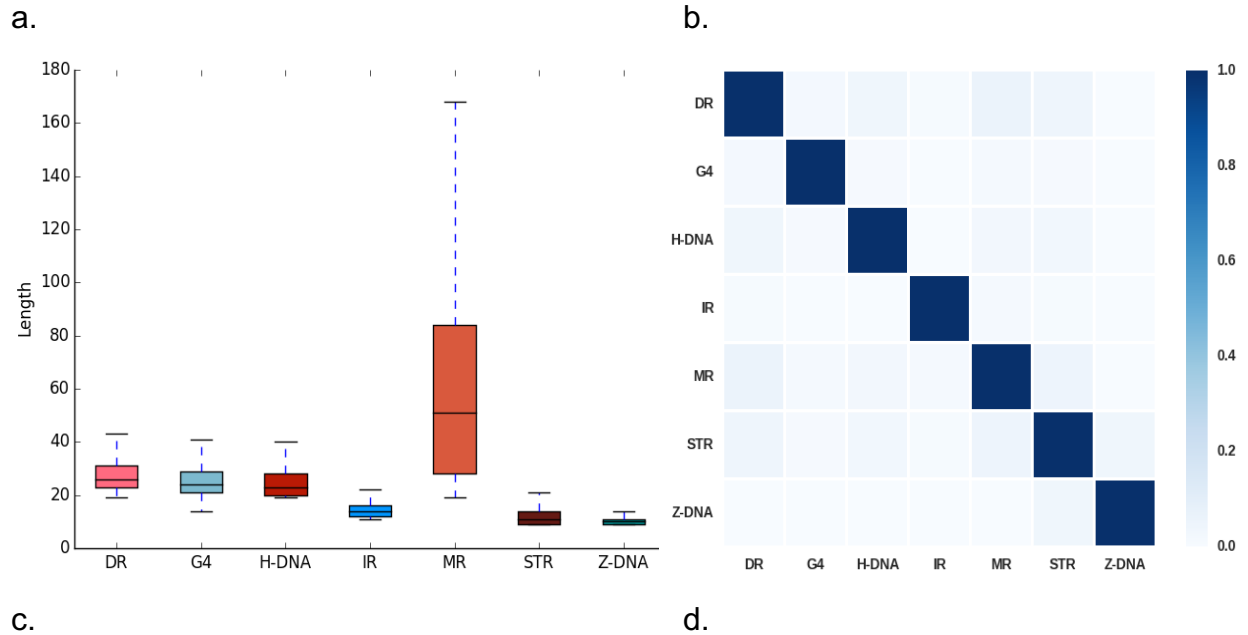 a.
180
160
140
120
100
80
60
40
20
0
Length
DR G4 H-DNA IR MR STR Z-DNA
b.
DR
G4
H-DNA
IR
MR
STR
Z-DNA
DR G4 H-DNA IR MR STR Z-DNA
1.0
0.8
0.6
0.4
0.2
0.0
c.
d.